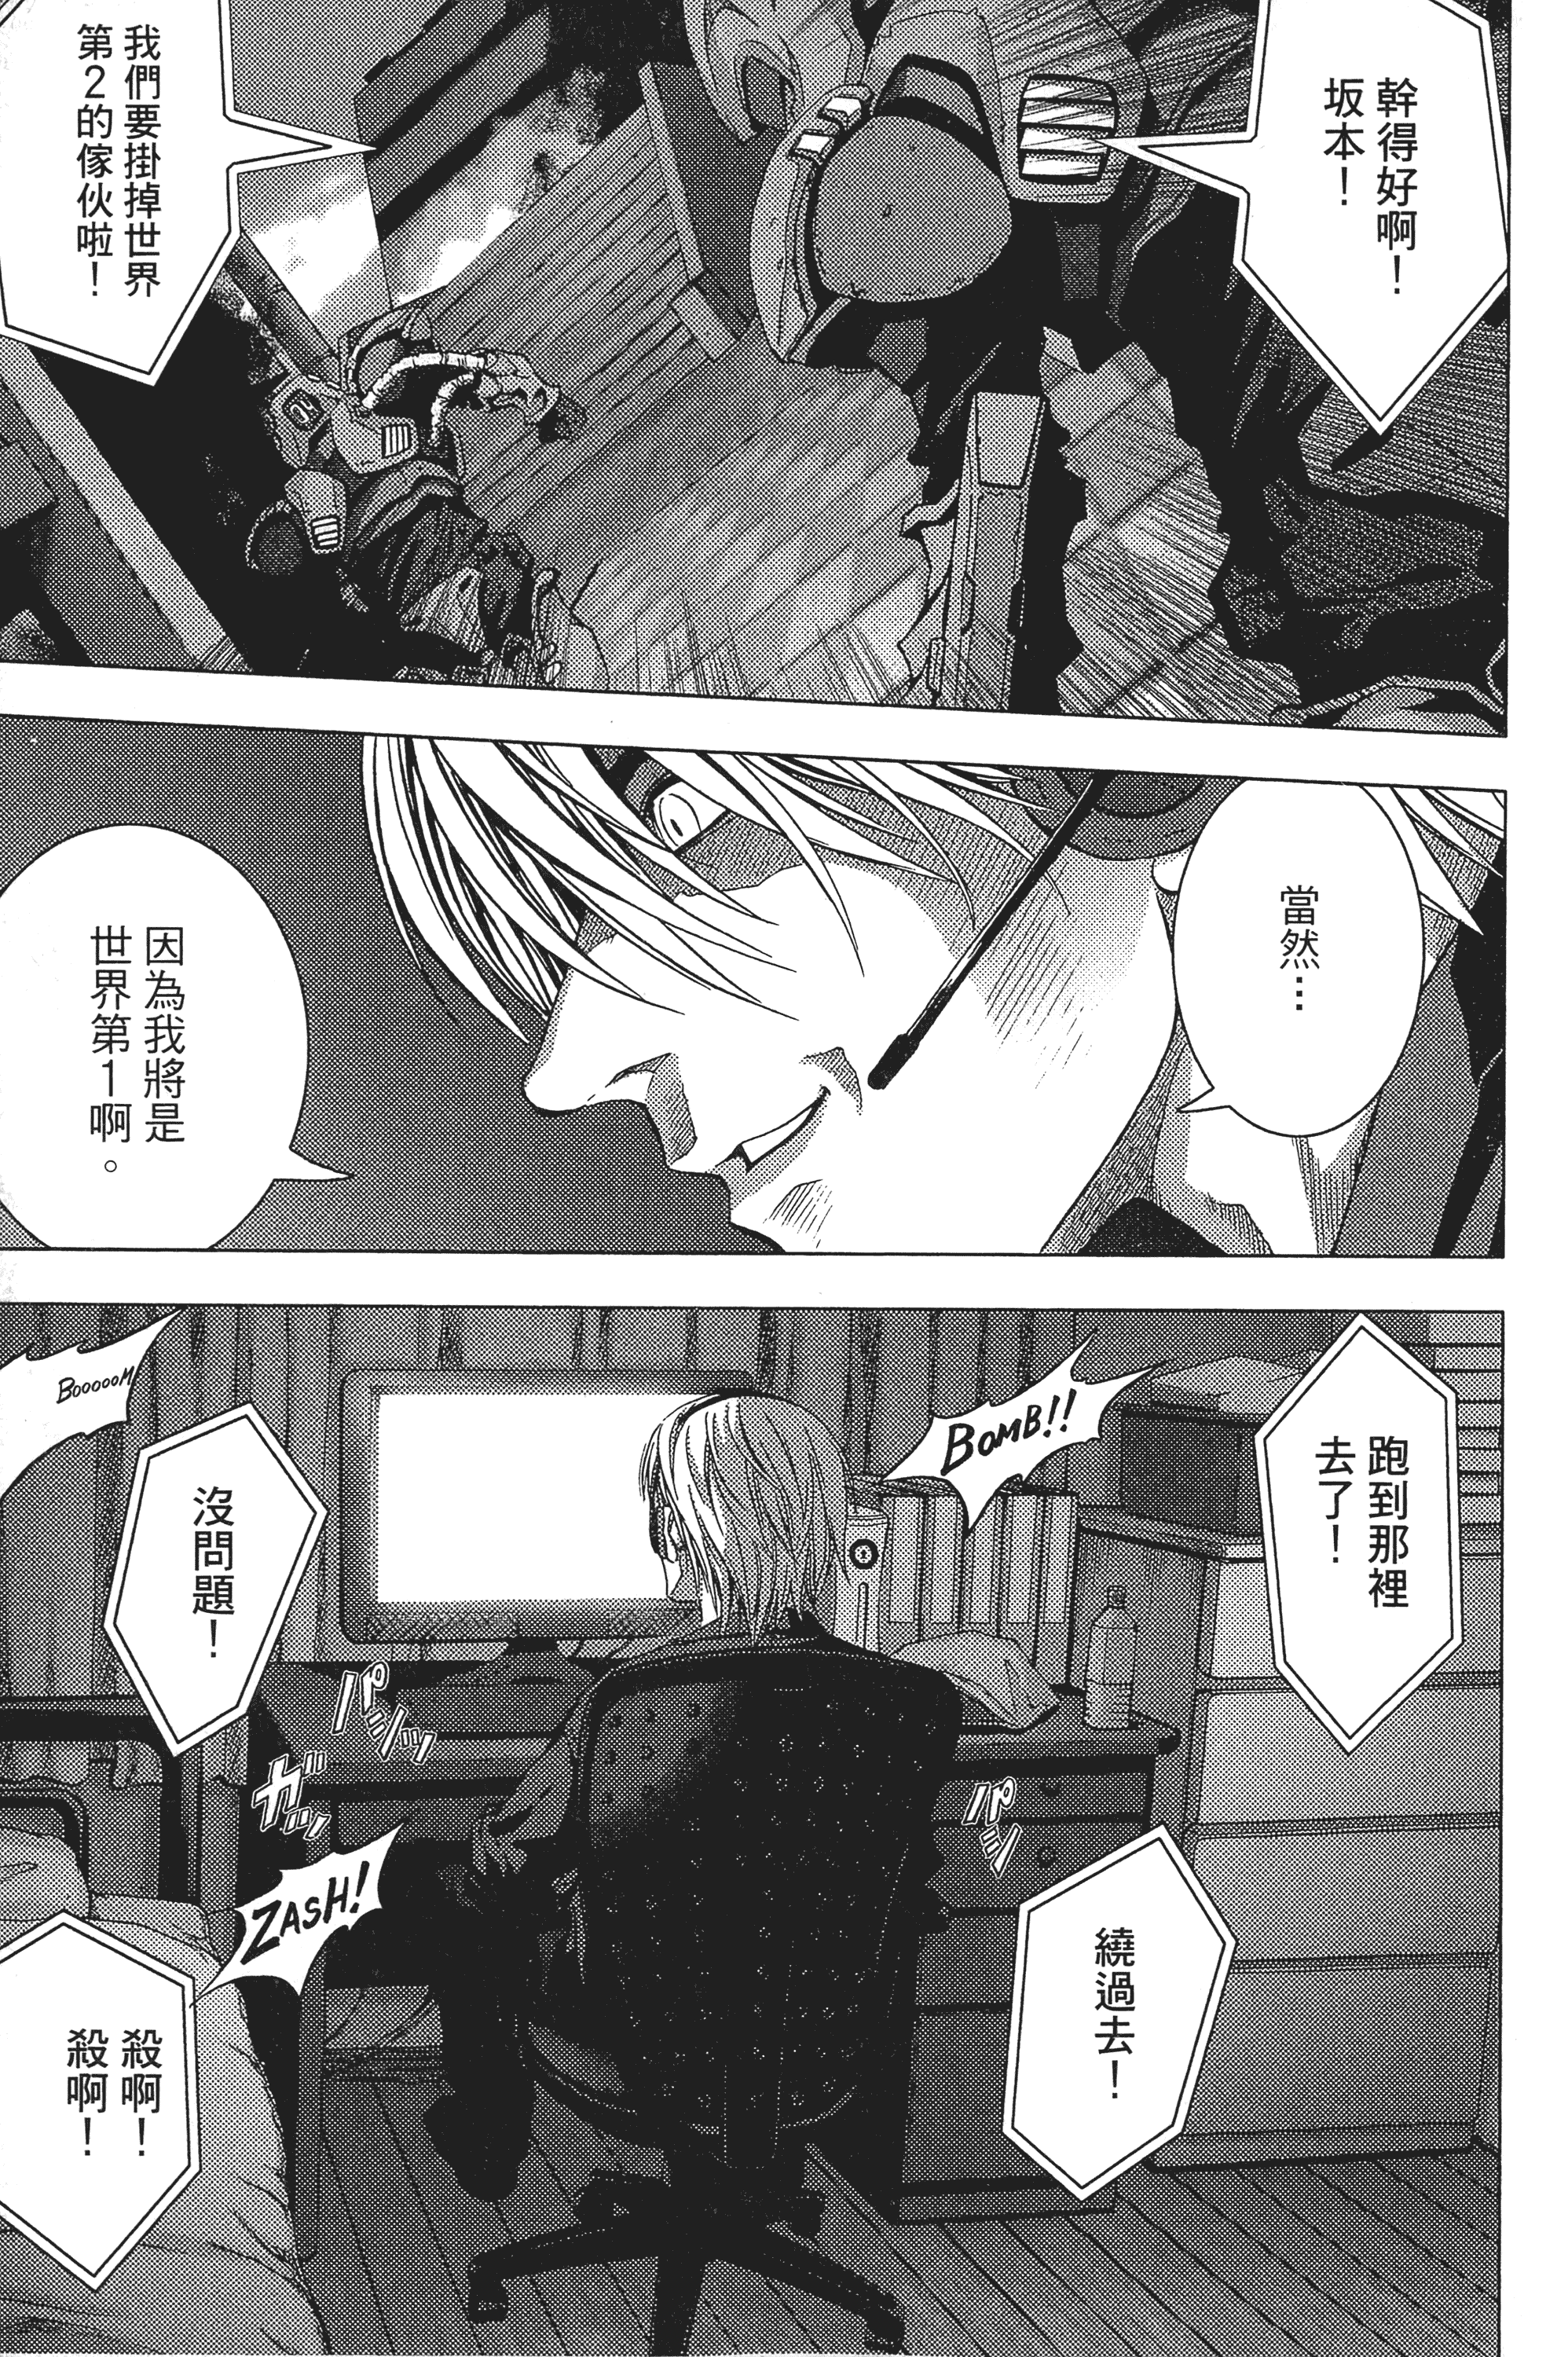 幹得好啊！
坂本！
我們要掛掉世界
第2的傢伙啦！
ON
當然…
因為我將是
世界第1啊。
跑到那裡
去了！
BOMB!!
BOOOOOM
沒問題！
パシッッ
ガッッ
パシ
ZASH!
繞過去！
殺啊！
殺啊！